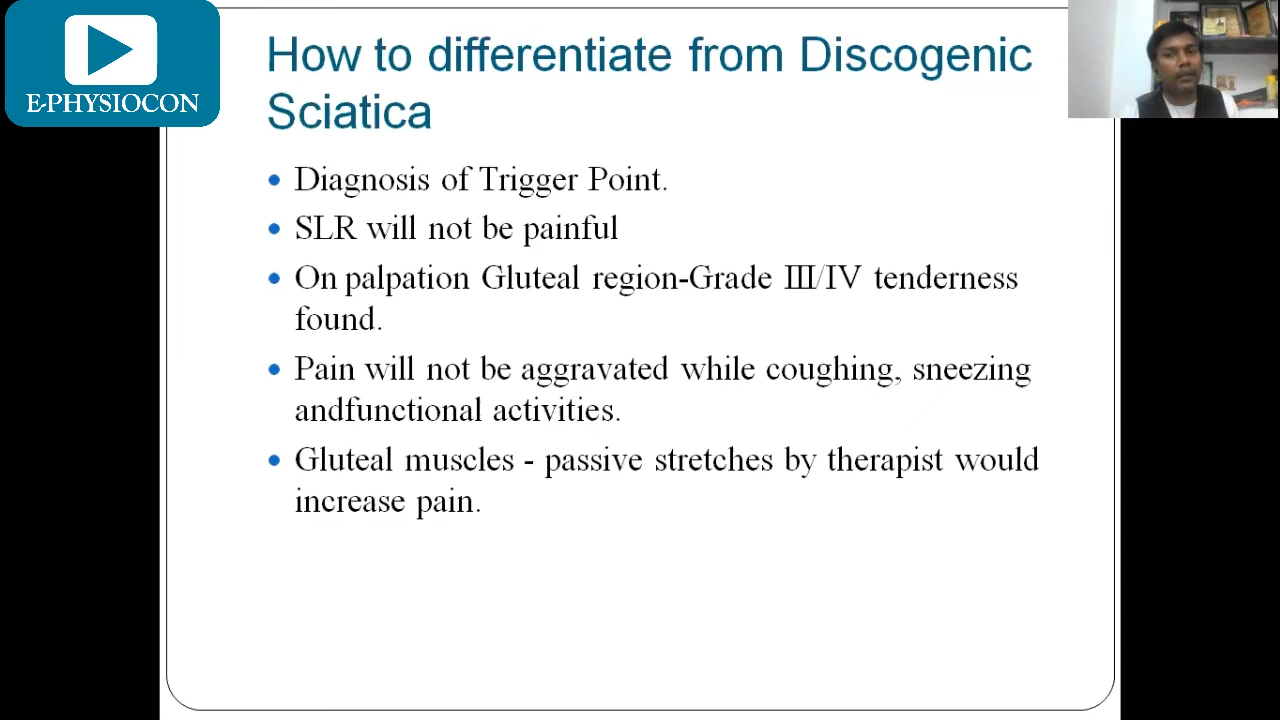 E-PHYSIOCON
How to differentiate from Discogenic
Sciatica
• Diagnosis of Trigger Point.
• SLR will not be painful
• On palpation Gluteal region-Grade III/IV tenderness
found.
• Pain will not be aggravated while coughing, sneezing
andfunctional activities.
• Gluteal muscles - passive stretches by therapist would
increase pain.